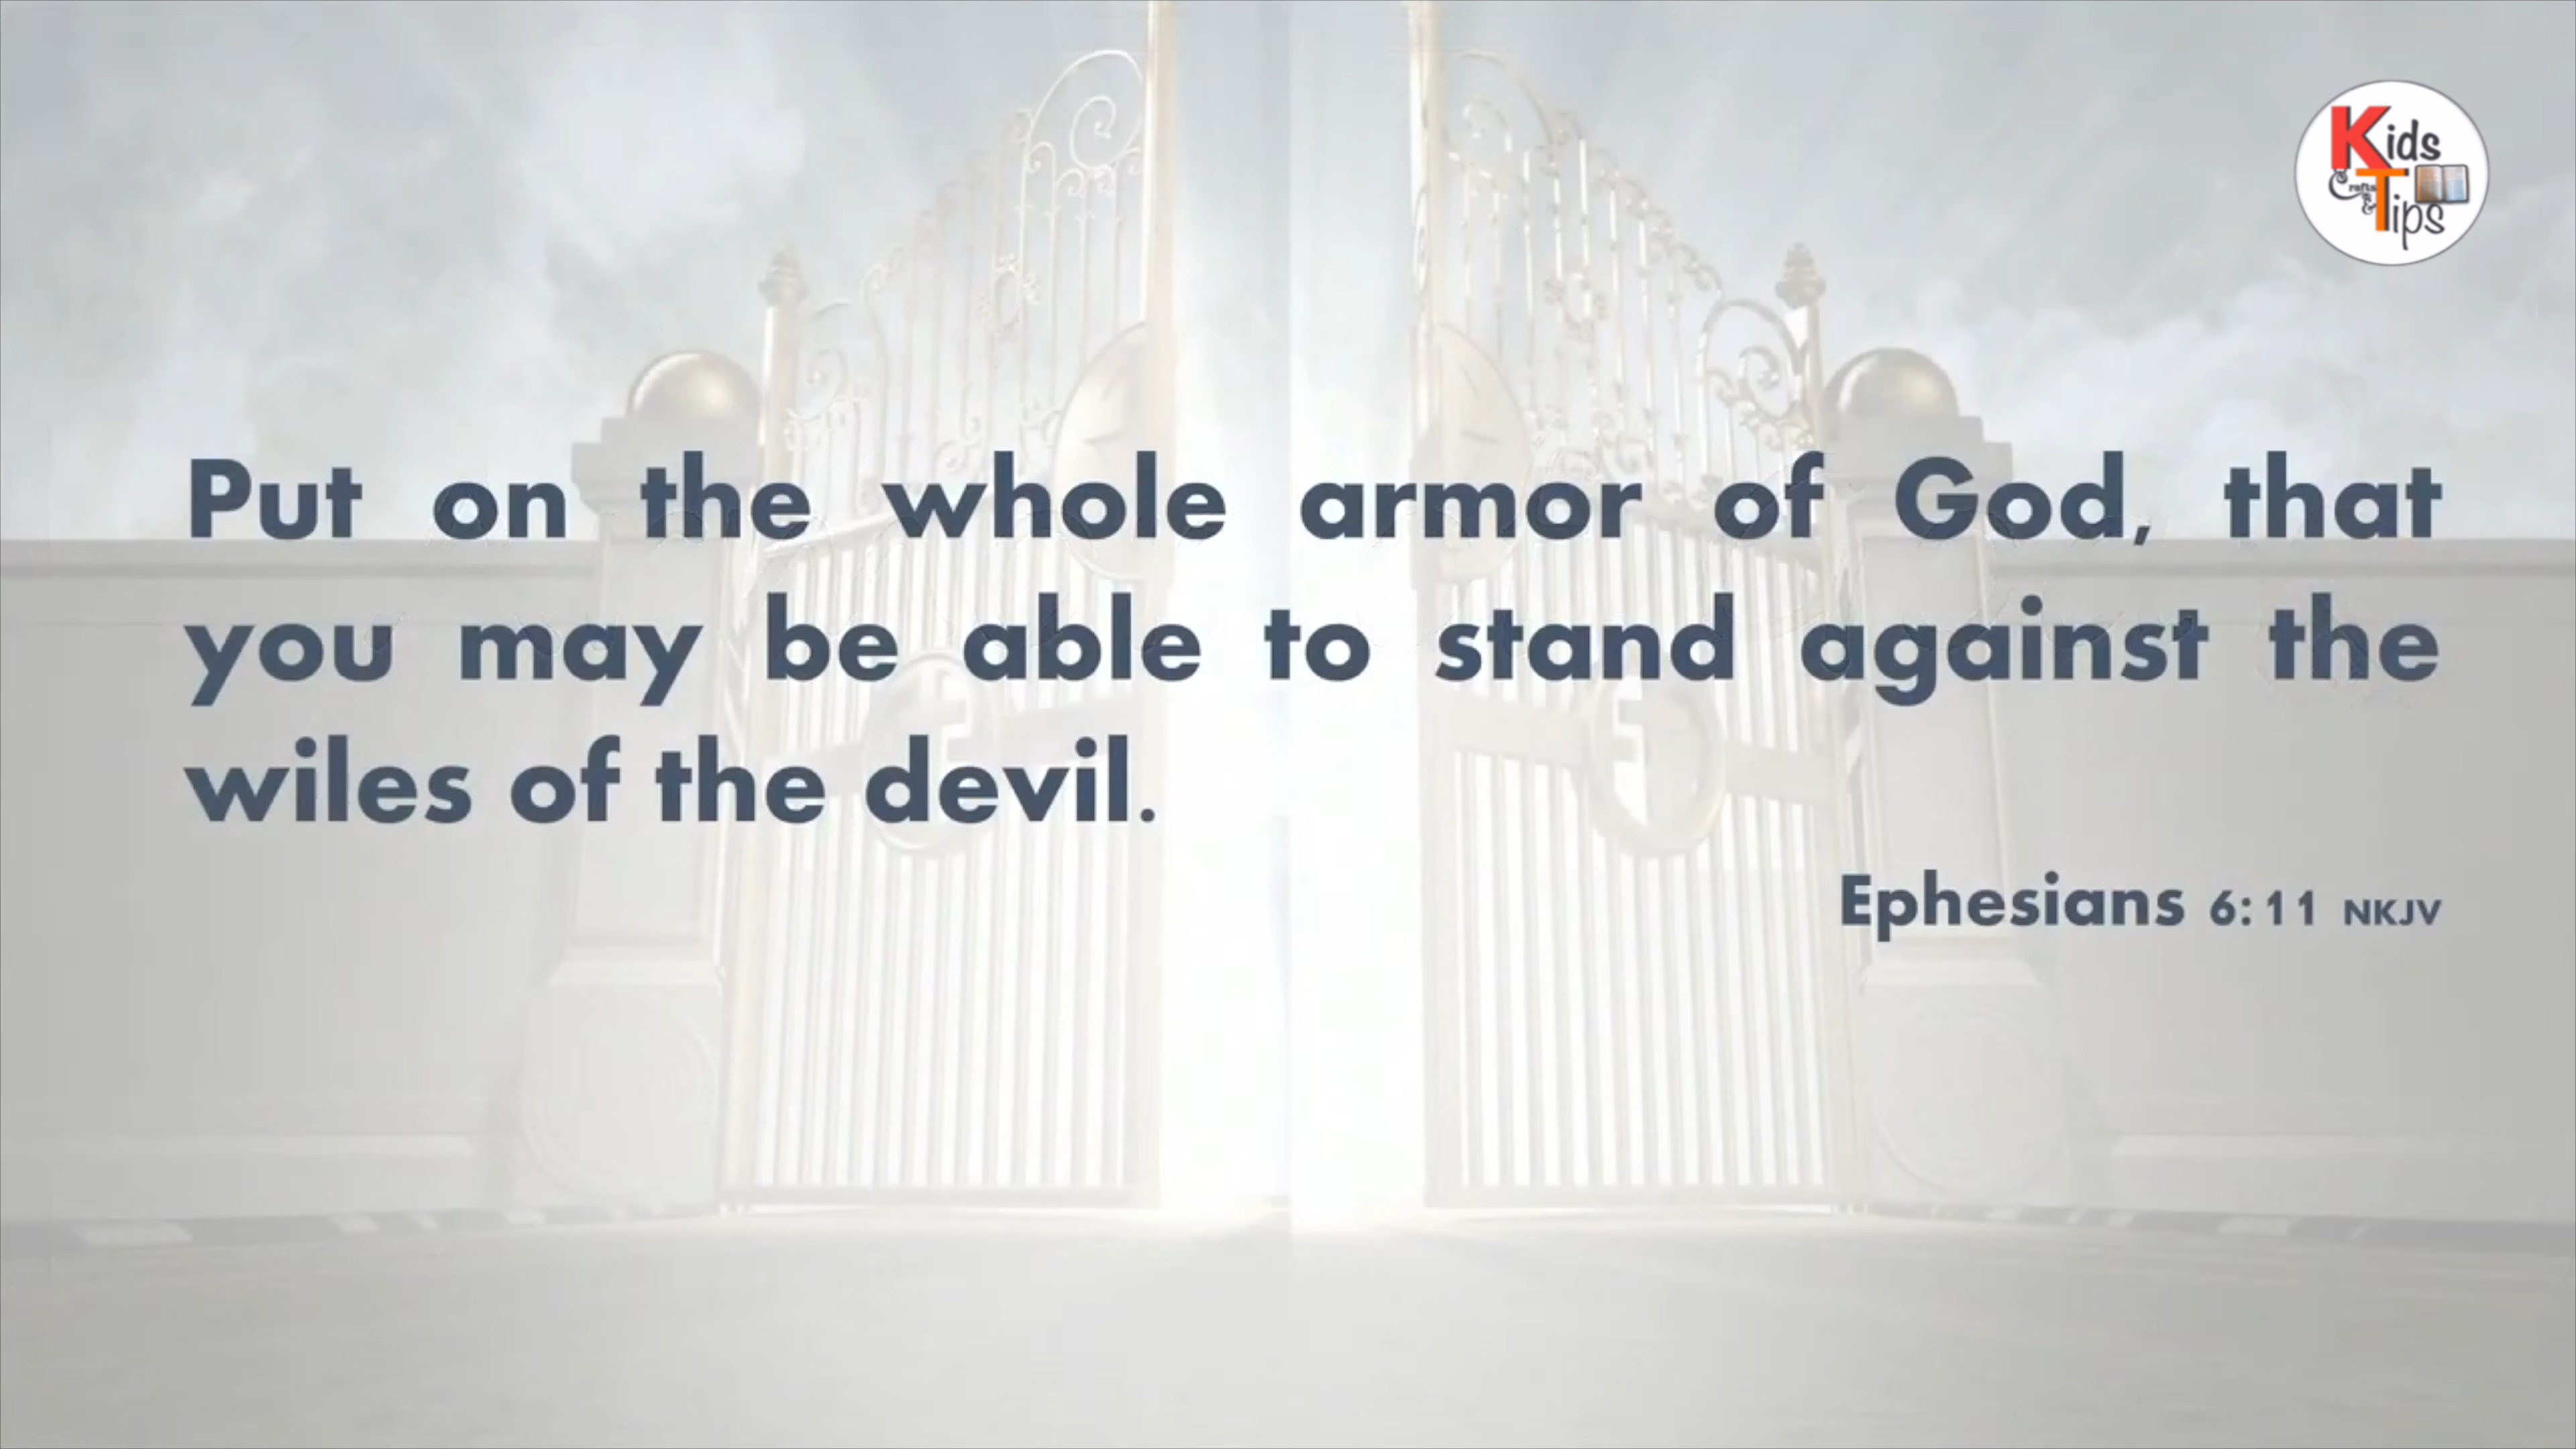 Kids
Crafts
&
Tips
Put on the whole armor of God, that
you may be able to stand against the
wiles of the devil.
Ephesians 6:11 NKJV